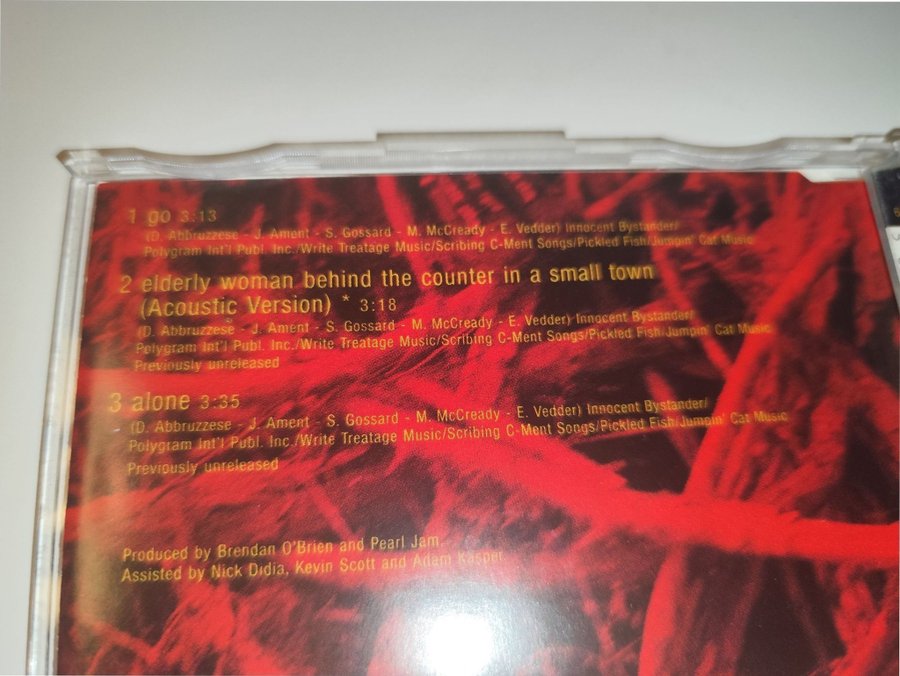 1 go 3:13
(D. Abbruzzese - J. Ament - S. Gossard - M. McCready - E. Vedder) Innocent Bystander/
Polygram Int'l Publ. Inc./Write Treatage Music/Scribing C-Ment Songs/Pickled Fish/Jumpin' Cat Music
2 elderly woman behind the counter in a small town
(Acoustic Version) * 3:18
(D. Abbruzzese - J. Ament - S. Gossard - M. McCready - E. Vedder) Innocent Bystander/
Polygram Int'l Publ. Inc./Write Treatage Music/Scribing C-Ment Songs/Pickled Fish/Jumpin' Cat Music
Previously unreleased
3 alone 3:35
(D. Abbruzzese - J. Ament - S. Gossard - M. McCready - E. Vedder) Innocent Bystander/
Polygram Int'l Publ. Inc./Write Treatage Music/Scribing C-Ment Songs/Pickled Fish/Jumpin' Cat Music
Previously unreleased
Produced by Brendan O'Brien and Pearl Jam.
Assisted by Nick Didia, Kevin Scott and Adam Kasper